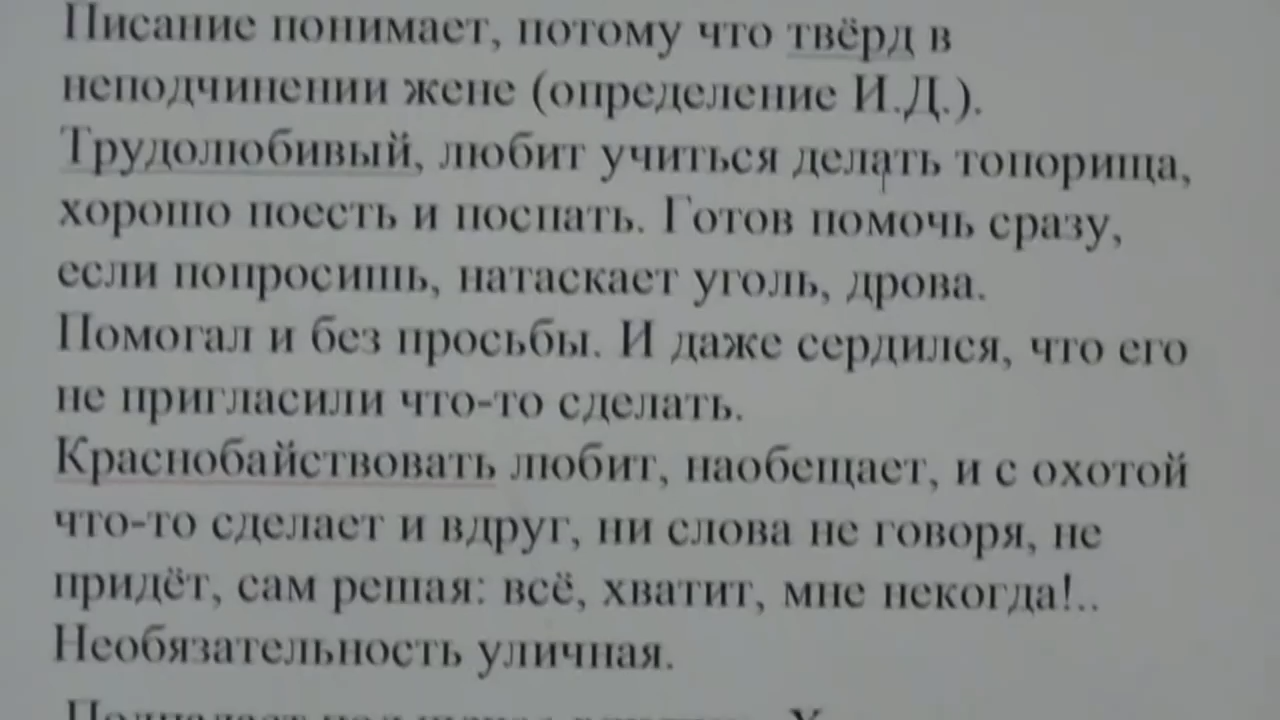 Писание понимает, потому что твёрд в
неподчинении жене (определение И.Д.).
Трудолюбивый, любит учиться делать топорища,
хорошо поесть и поспать. Готов помочь сразу,
если попросишь, натаскает уголь, дрова.
Помогал и без просьбы. И даже сердился, что его
не пригласили что-то сделать.
Краснобайствовать любит, наобещает, и с охотой
что-то сделает и вдруг, ни слова не говоря, не
придёт, сам решая: всё, хватит, мне некогда!..
Необязательность уличная.